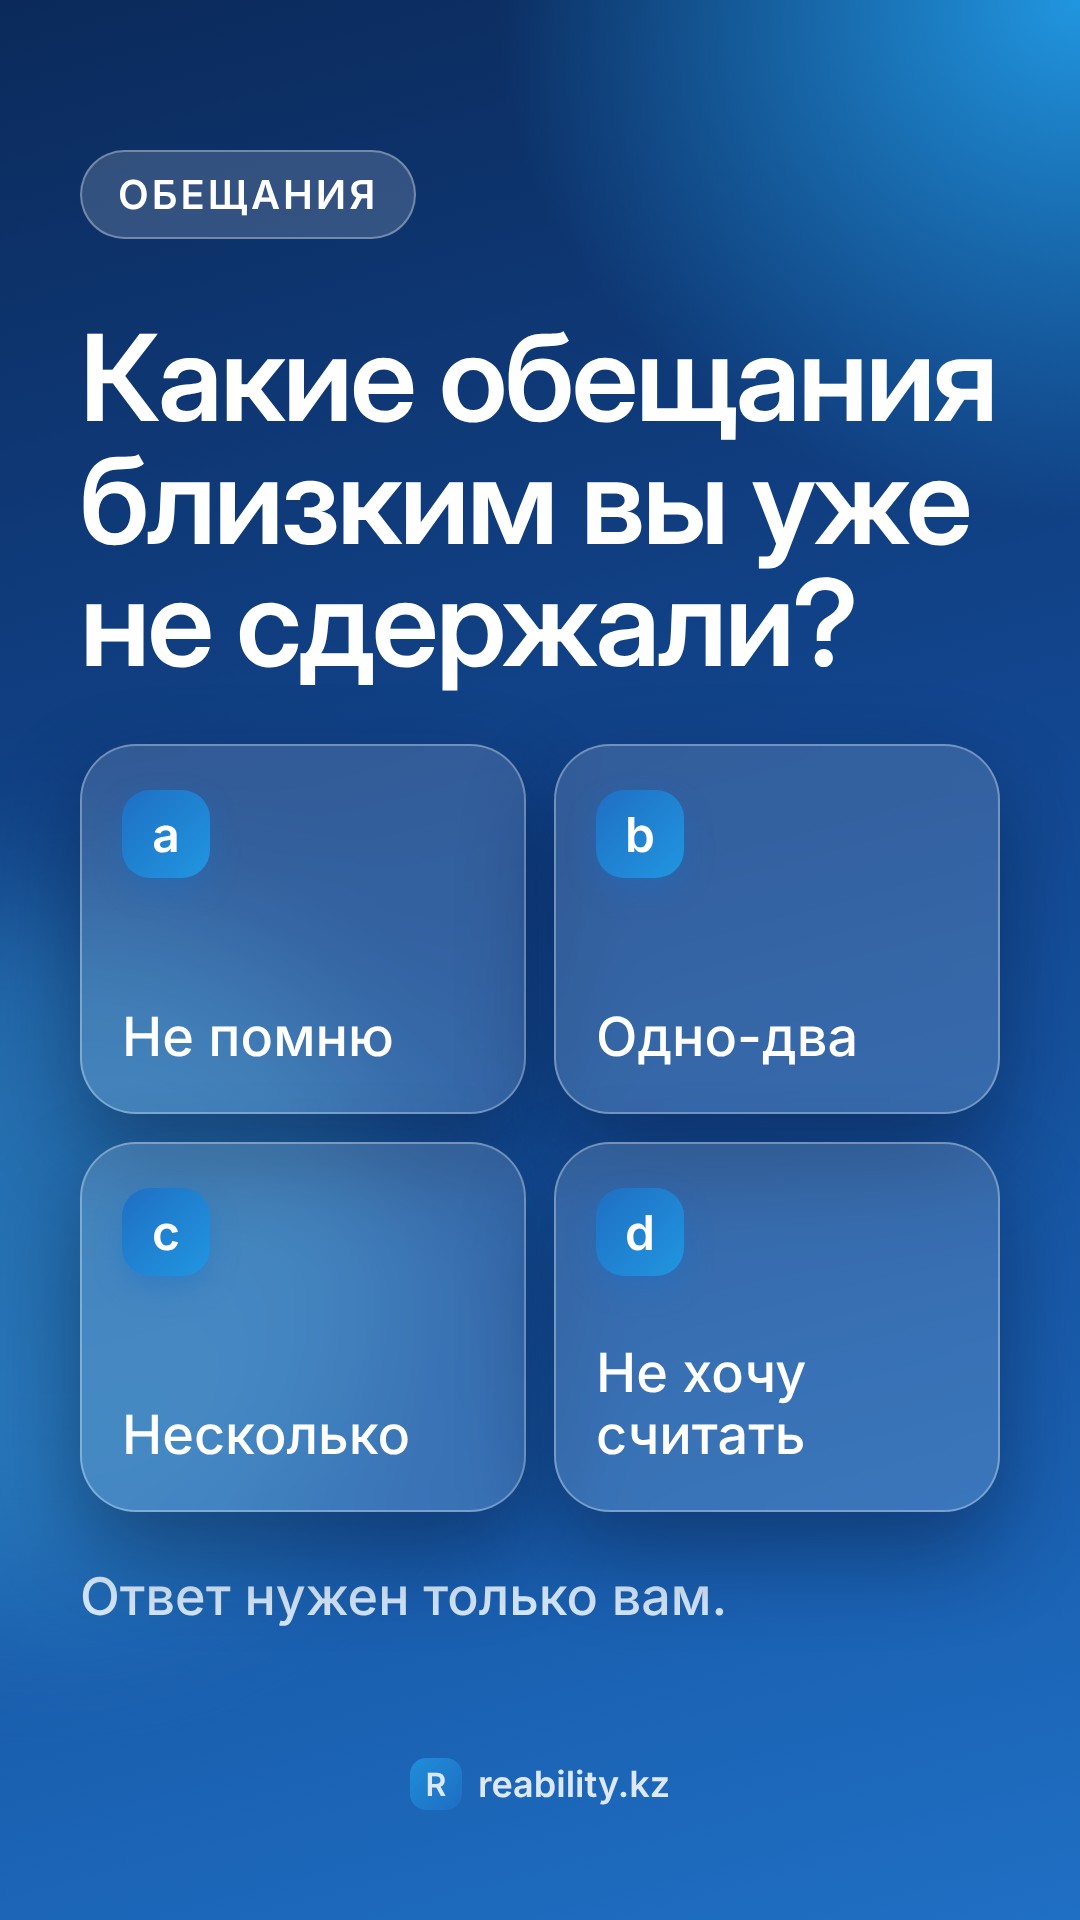 ОБЕЩАНИЯ
Какие обещания
близким вы уже
не сдержали?
a
Не помню
b
Одно-два
c
Несколько
d
Не хочу
считать
Ответ нужен только вам.
R reability.kz